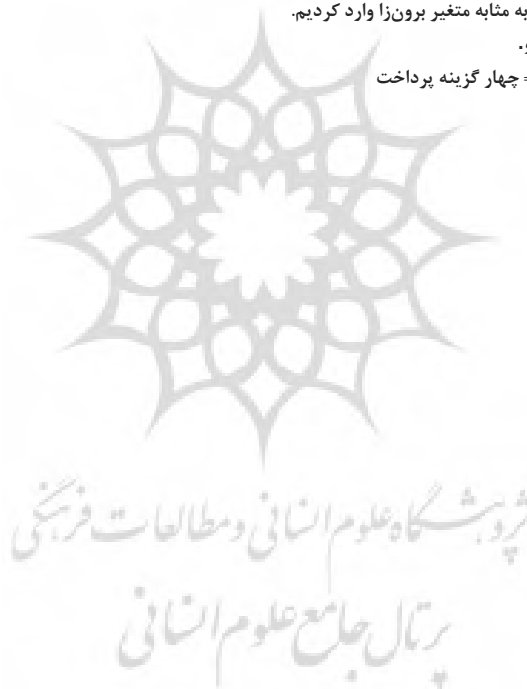 به مثابه متغیر برون‌زا وارد کردیم.
.
= چهار گزینه پرداخت
پژوهشگاه علوم انسانی و مطالعات فرهنگی
پرتال جامع علوم انسانی